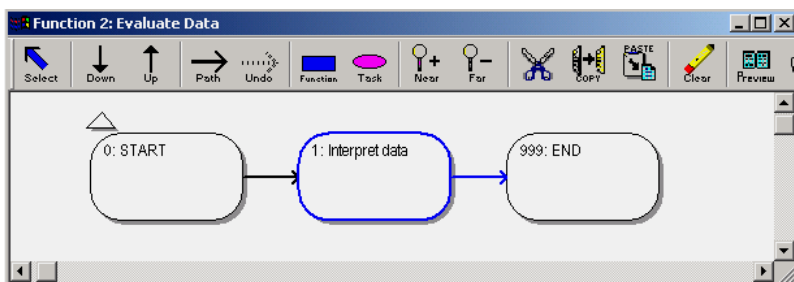 Function 2: Evaluate Data
Select Down Up Path Undo Function Task Near Far COPY PASTE Clear Preview
0: START
1: Interpret data
999: END